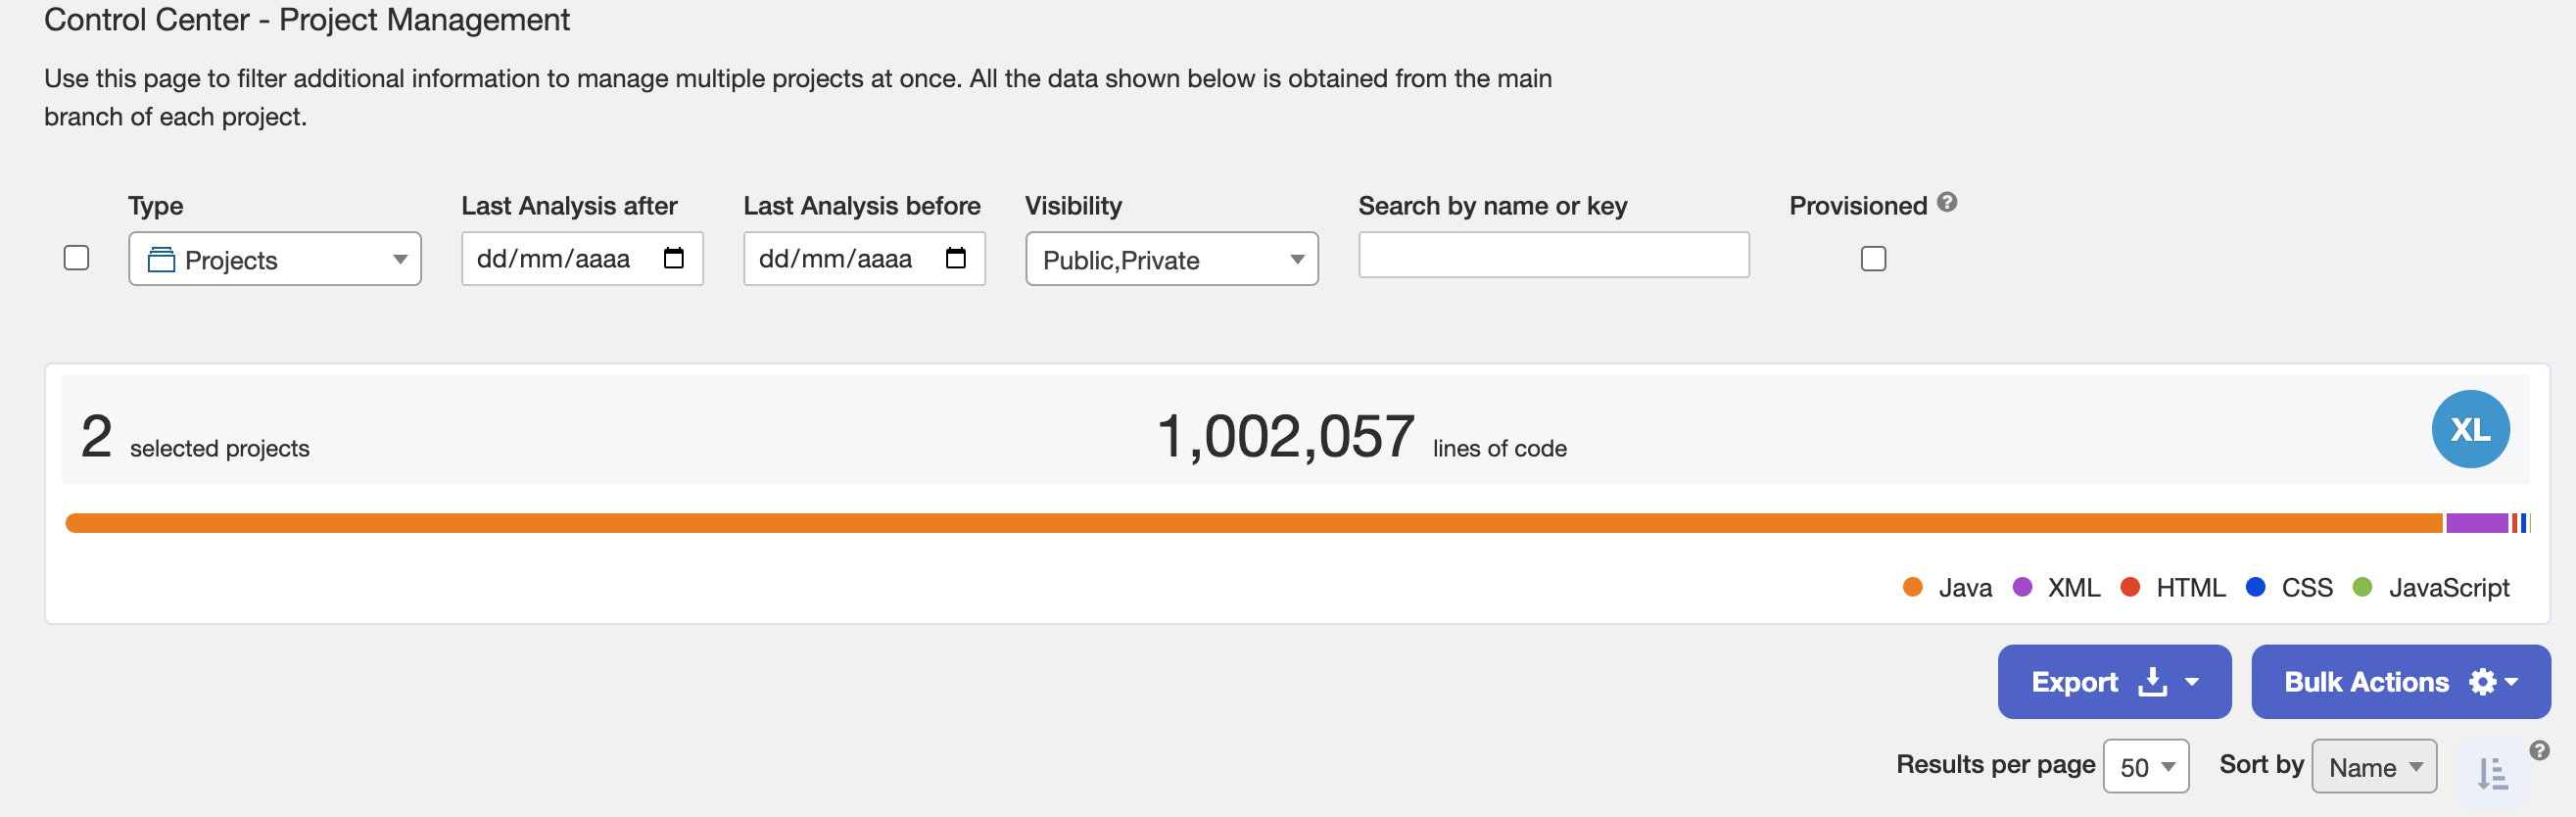 Control Center - Project Management
Use this page to filter additional information to manage multiple projects at once. All the data shown below is obtained from the main
branch of each project.
Type
Last Analysis after
Last Analysis before
Visibility
Search by name or key
Provisioned ?
Projects
dd/mm/aaaa
dd/mm/aaaa
Public,Private
2 selected projects
1,002,057 lines of code
XL
Java
XML
HTML
CSS
JavaScript
Export
Bulk Actions
Results per page 50
Sort by Name
?